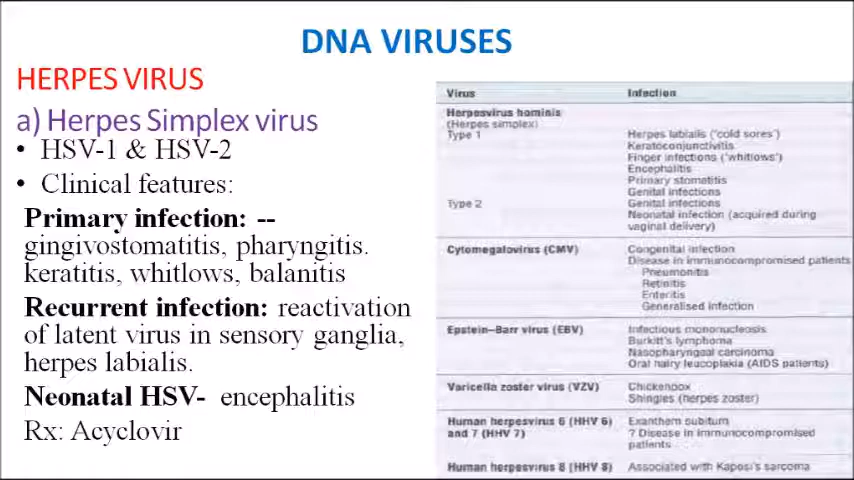 DNA VIRUSES
HERPES VIRUS
a) Herpes Simplex virus
• HSV-1 & HSV-2
• Clinical features:
Primary infection: --
gingivostomatitis, pharyngitis.
keratitis, whitlows, balanitis
Recurrent infection: reactivation
of latent virus in sensory ganglia,
herpes labialis.
Neonatal HSV- encephalitis
Rx: Acyclovir
Virus Infection
Herpesvirus hominis
(Herpes simplex)
Type 1 Herpes labialis ('cold sores')
Keratoconjunctivitis
Finger infections ('whitlows')
Encephalitis
Primary stomatitis
Genital infections
Type 2 Genital infections
Neonatal infection (acquired during
vaginal delivery)
Cytomegalovirus (CMV) Congenital infection
Disease in immunocompromised patients
Pneumonitis
Retinitis
Enteritis
Generalised infection
Epstein–Barr virus (EBV) Infectious mononucleosis
Burkitt's lymphoma
Nasopharyngeal carcinoma
Oral hairy leucoplakia (AIDS patients)
Varicella zoster virus (VZV) Chickenpox
Shingles (herpes zoster)
Human herpesvirus 6 (HHV 6) Exanthem subitum
and 7 (HHV 7) ? Disease in immunocompromised
patients
Human herpesvirus 8 (HHV 8) Associated with Kaposi's sarcoma